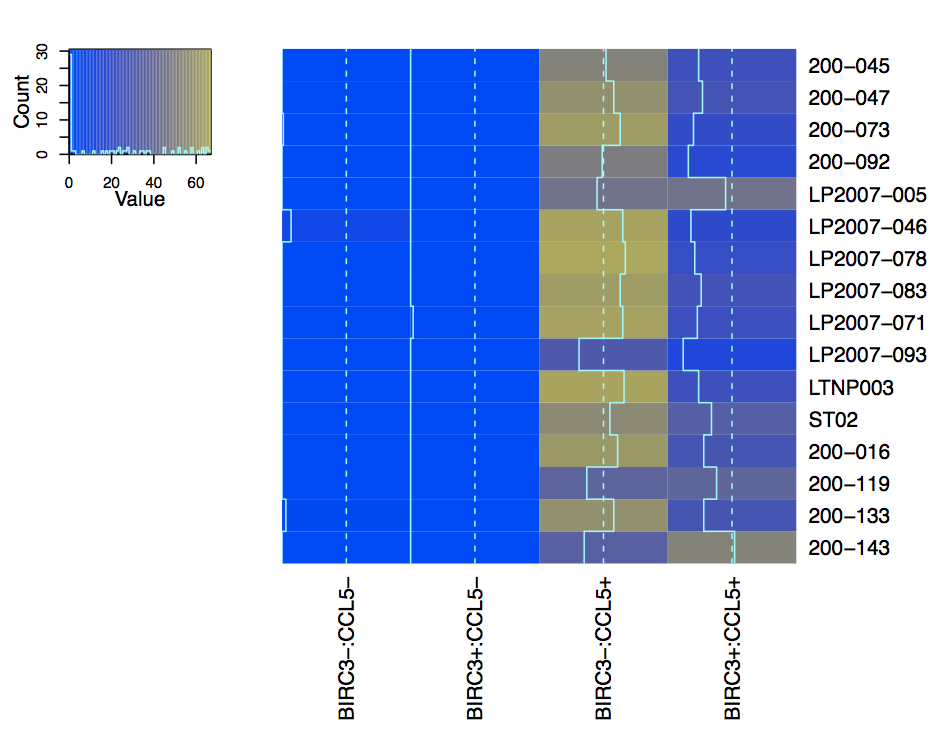 Count
0
10
20
30
0 20 40 60
Value
200−045
200−047
200−073
200−092
LP2007−005
LP2007−046
LP2007−078
LP2007−083
LP2007−071
LP2007−093
LTNP003
ST02
200−016
200−119
200−133
200−143
BIRC3−:CCL5−
BIRC3+:CCL5−
BIRC3−:CCL5+
BIRC3+:CCL5+